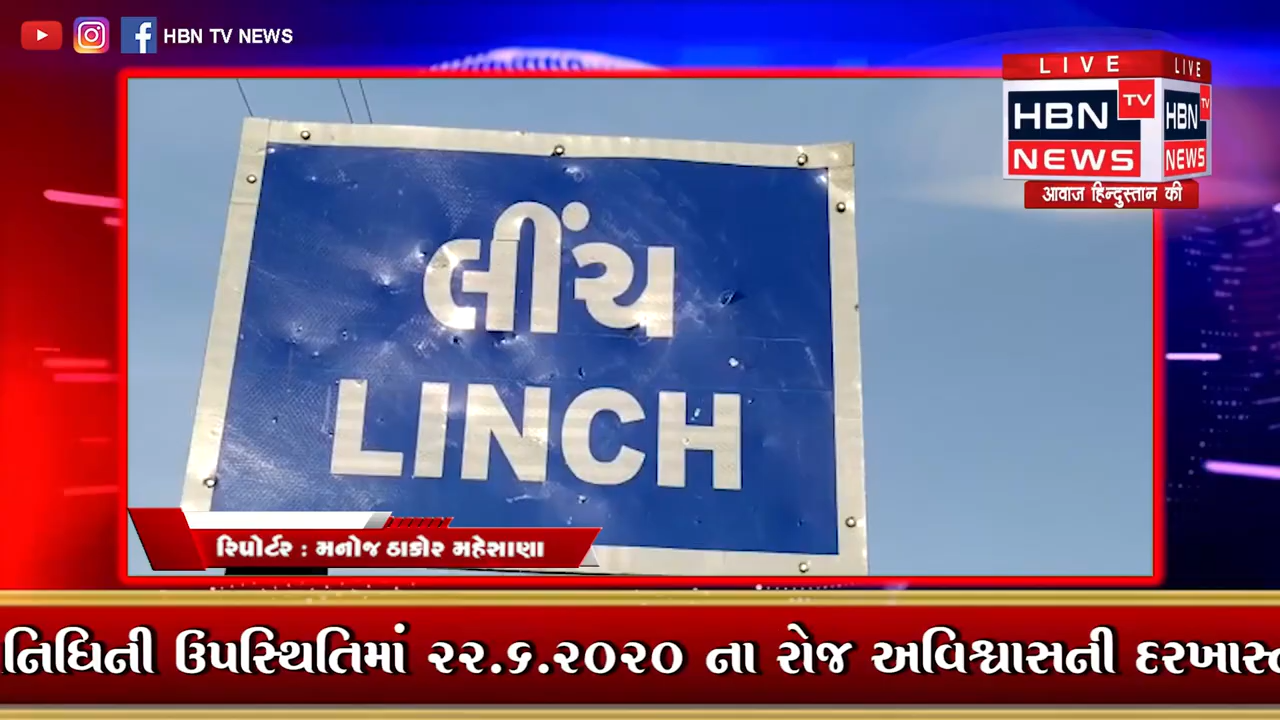 HBN TV NEWS
LIVE
LIVE
HBN TV
NEWS
HBN TV
NEWS
आवाज हिन्दुस्तान की
લીંચ
LINCH
રિપોર્ટર : મનોજ ઠાકોર મહેસાણા
ઉપસ્થિતિમાં ૨૨.૬.૨૦૨૦ ના રોજ અવિશ્વાસની